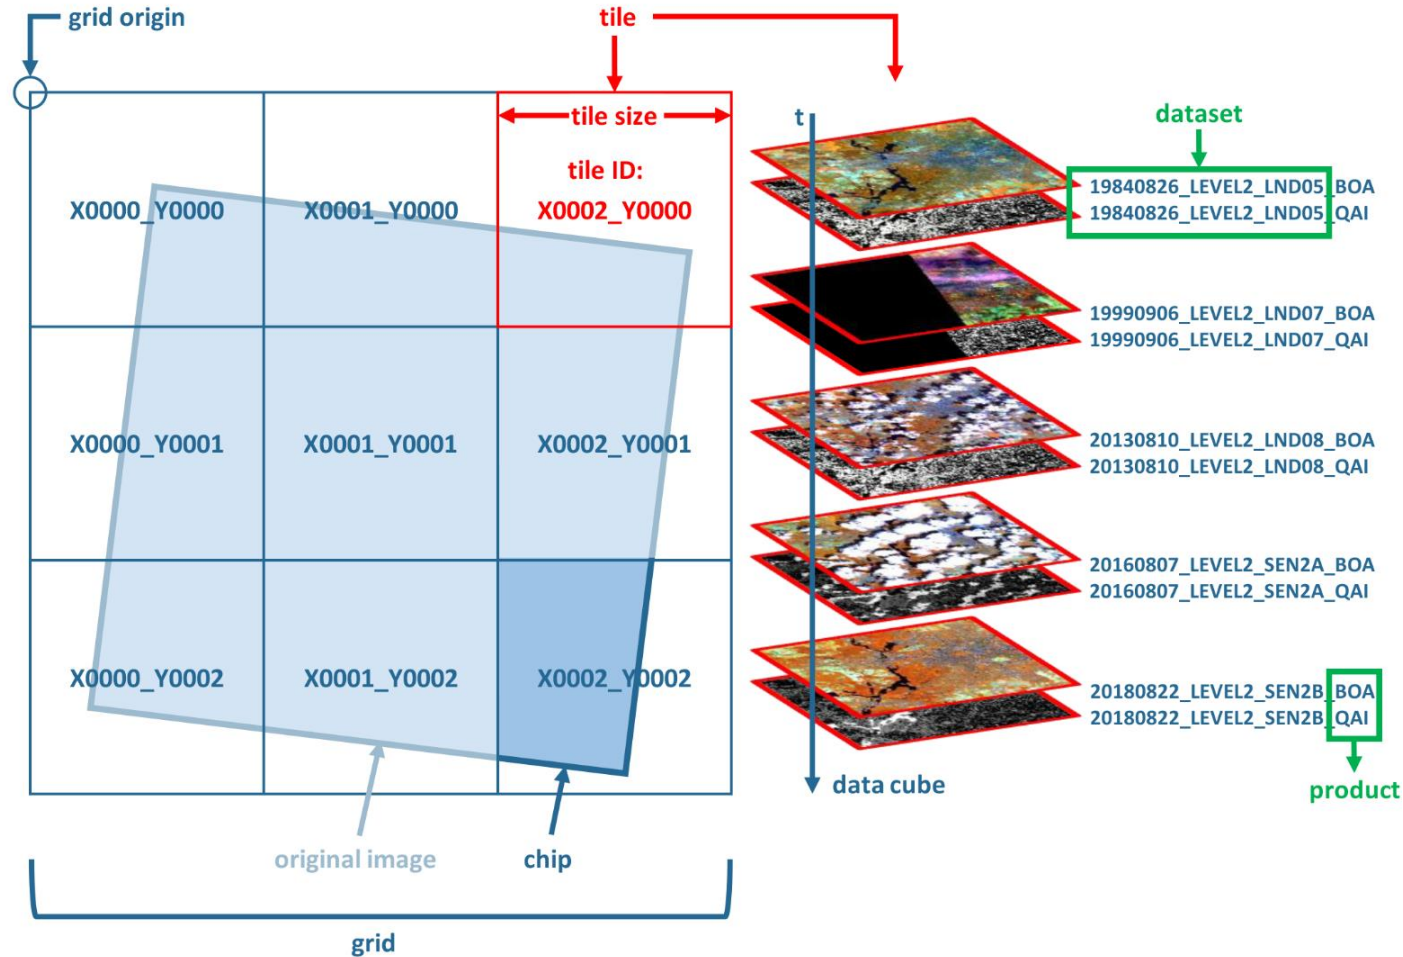 grid origin
tile
tile size
tile ID:
X0000_Y0000
X0001_Y0000
X0002_Y0000
X0000_Y0001
X0001_Y0001
X0002_Y0001
X0000_Y0002
X0001_Y0002
X0002_Y0002
original image
chip
grid
t
dataset
19840826_LEVEL2_LND05_BOA
19840826_LEVEL2_LND05_QAI
19990906_LEVEL2_LND07_BOA
19990906_LEVEL2_LND07_QAI
20130810_LEVEL2_LND08_BOA
20130810_LEVEL2_LND08_QAI
20160807_LEVEL2_SEN2A_BOA
20160807_LEVEL2_SEN2A_QAI
20180822_LEVEL2_SEN2B_BOA
20180822_LEVEL2_SEN2B_QAI
data cube
product